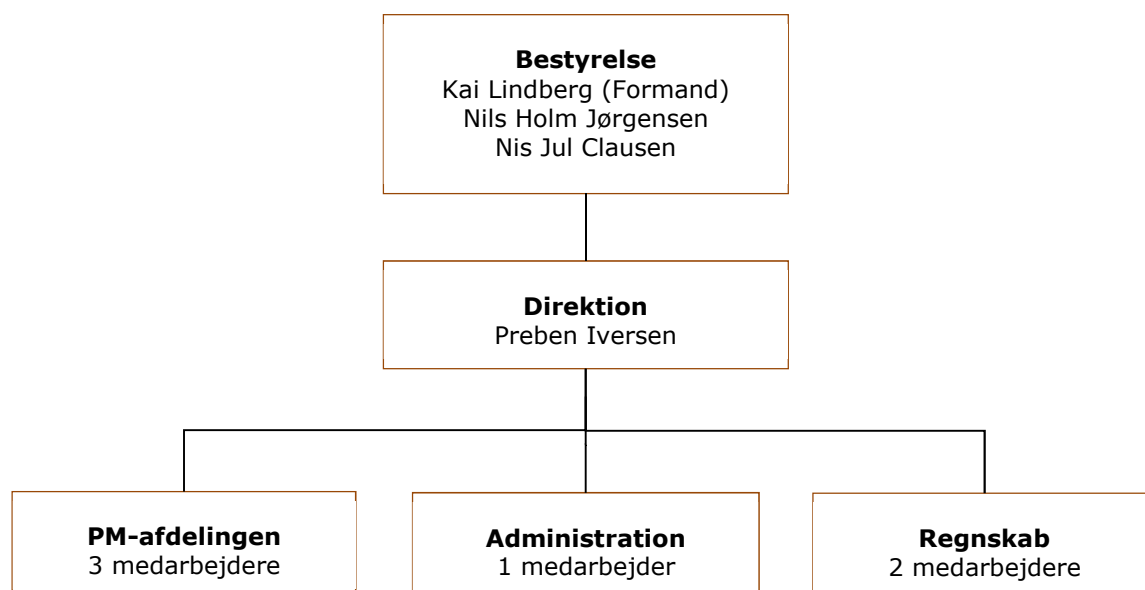 Bestyrelse
Kai Lindberg (Formand)
Nils Holm Jørgensen
Nis Jul Clausen
Direktion
Preben Iversen
PM-afdelingen
3 medarbejdere
Administration
1 medarbejder
Regnskab
2 medarbejdere